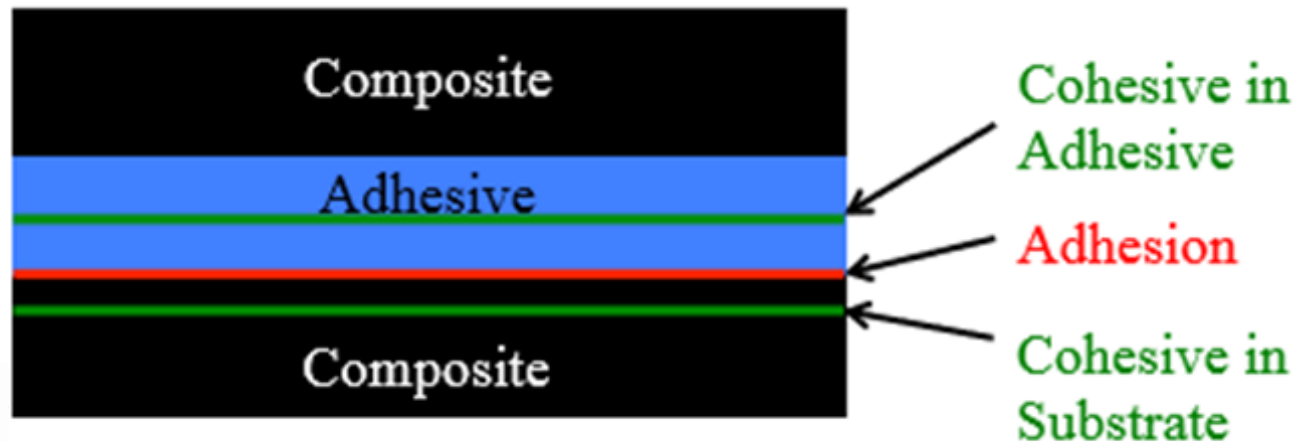 Composite
Adhesive
Composite
Cohesive in
Adhesive
Adhesion
Cohesive in
Substrate